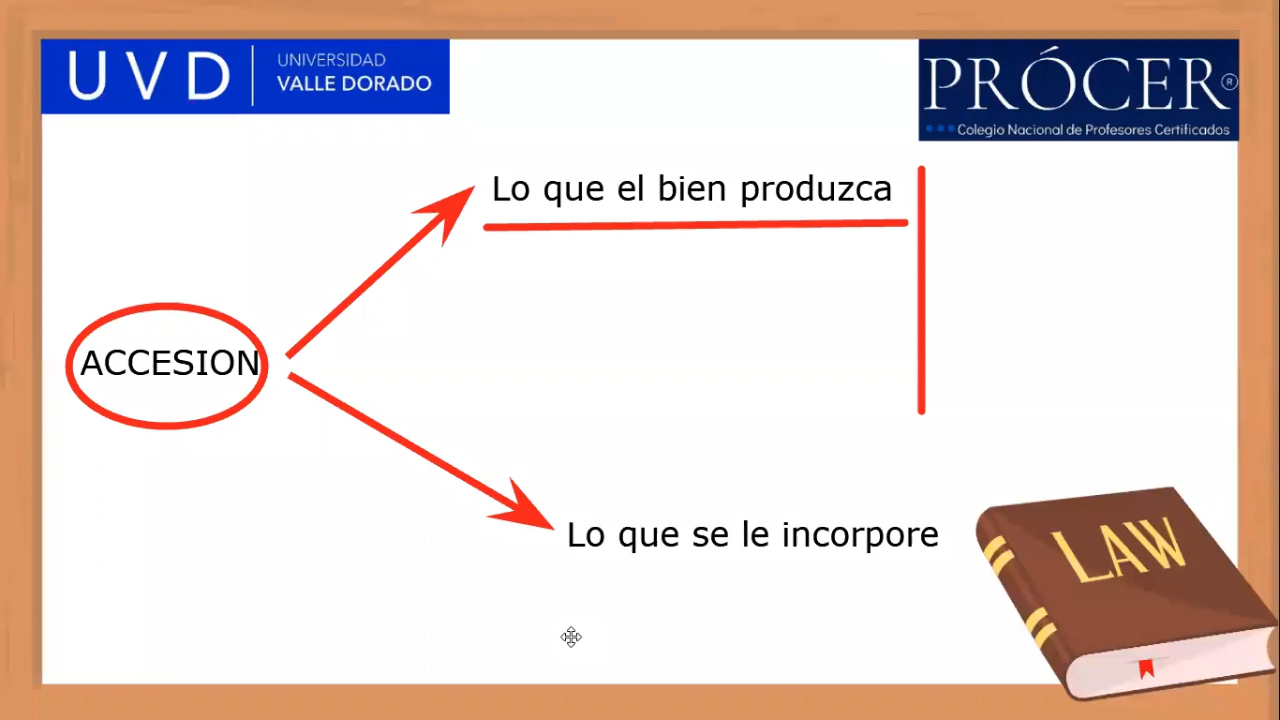 UVD
UNIVERSIDAD
VALLE DORADO
PRÓCER®
Colegio Nacional de Profesores Certificados
Lo que el bien produzca
ACCESION
Lo que se le incorpore
LAW